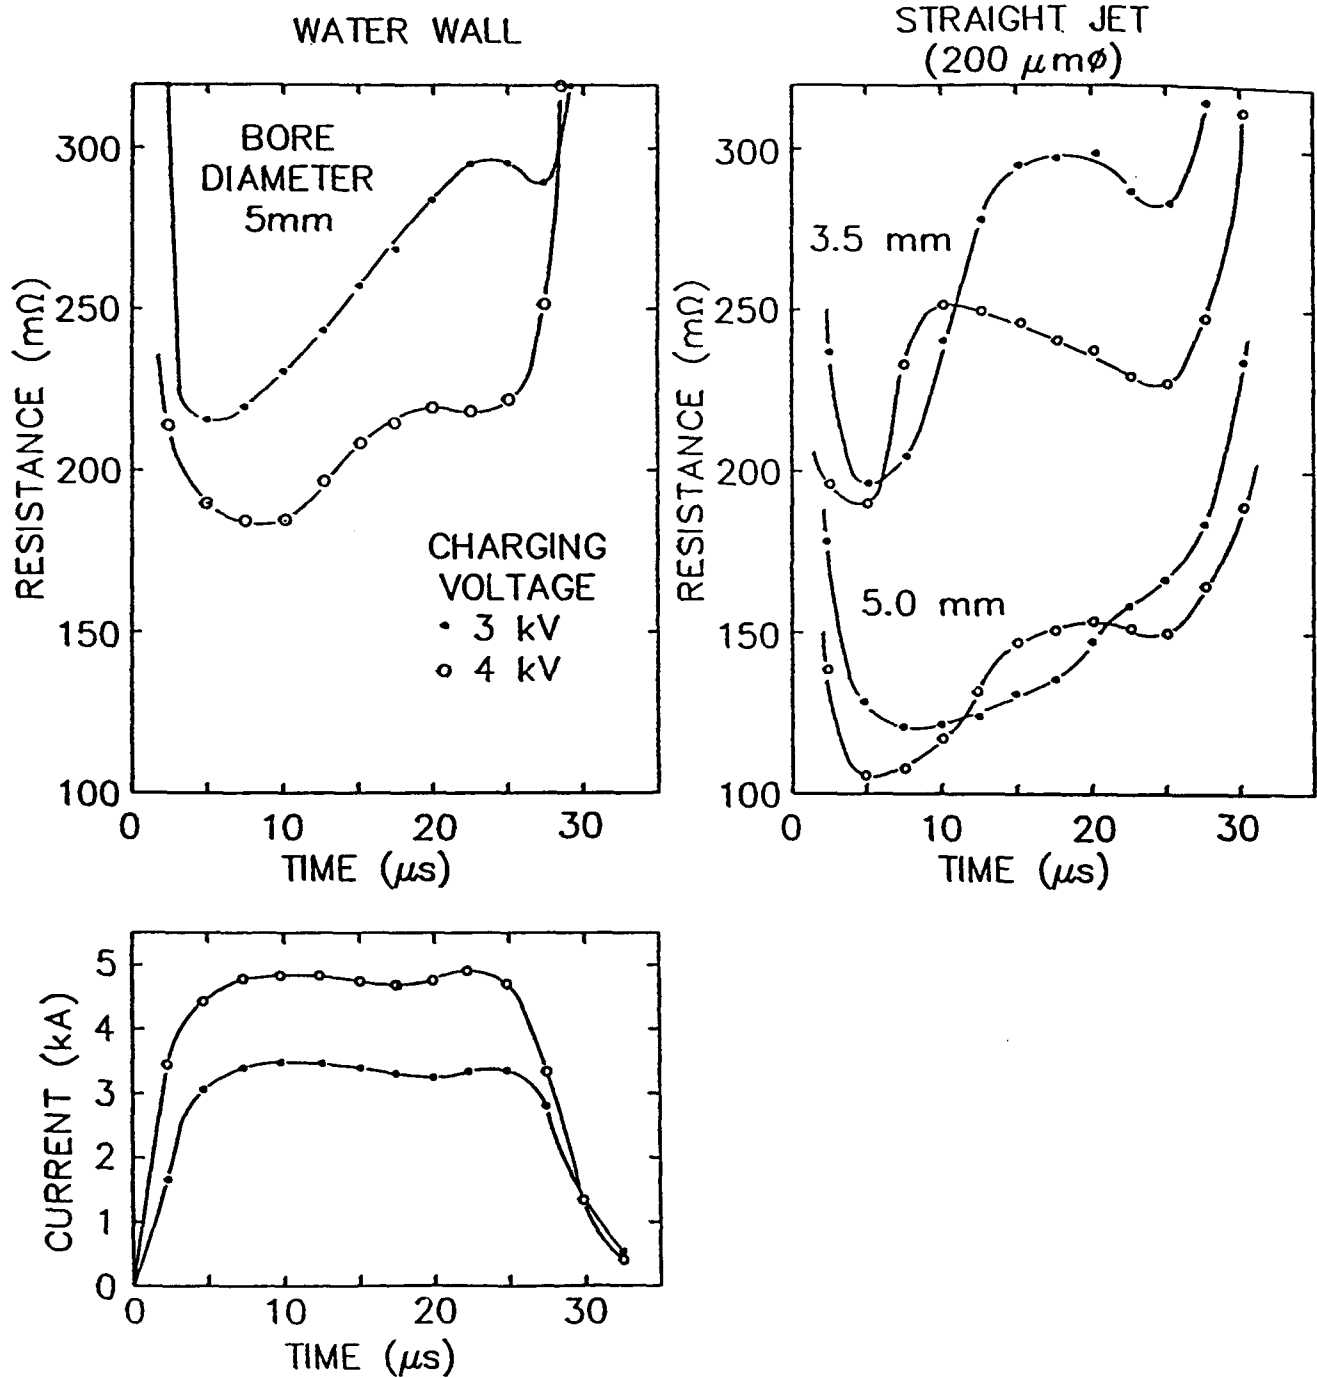 WATER WALL
BORE
DIAMETER
5mm
CHARGING
VOLTAGE
• 3 kV
o 4 kV
RESISTANCE (mΩ)
300
250
200
150
100
0 10 20 30
TIME (μs)
STRAIGHT JET
(200 μmφ)
3.5 mm
5.0 mm
RESISTANCE (mΩ)
300
250
200
150
100
0 10 20 30
TIME (μs)
CURRENT (kA)
5
4
3
2
1
0
0 10 20 30
TIME (μs)